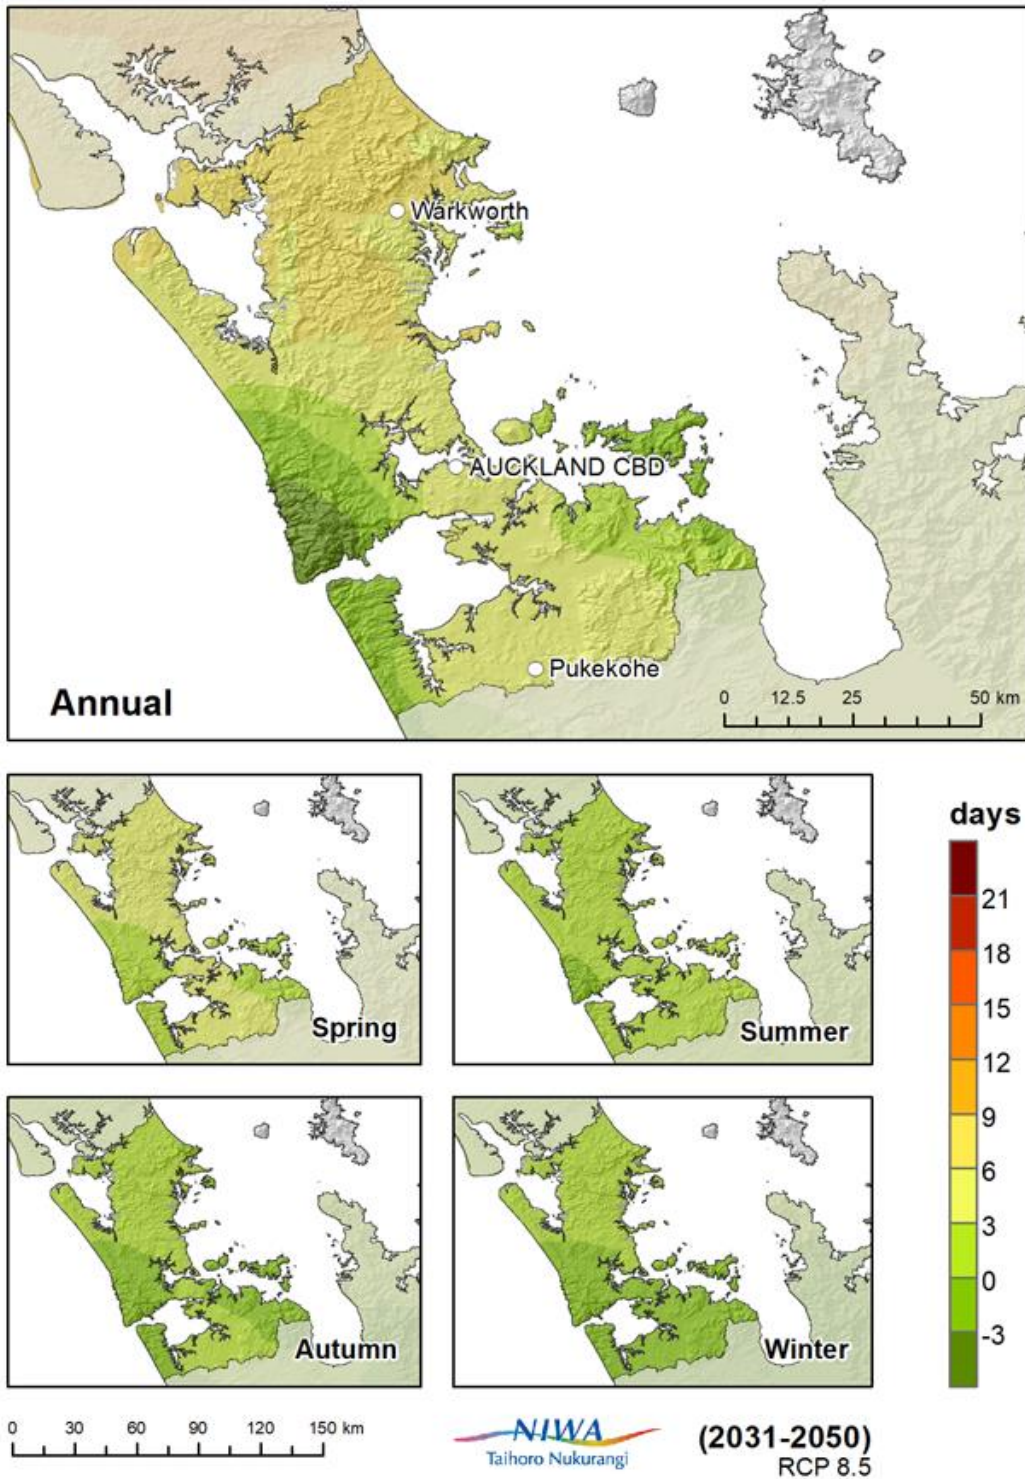 Warkworth
AUCKLAND CBD
Pukekohe
Annual
0 12.5 25 50 km
Spring
Summer
Autumn
Winter
days
21
18
15
12
9
6
3
0
-3
0 30 60 90 120 150 km
NIWA
Taihoro Nukurangi
(2031-2050)
RCP 8.5